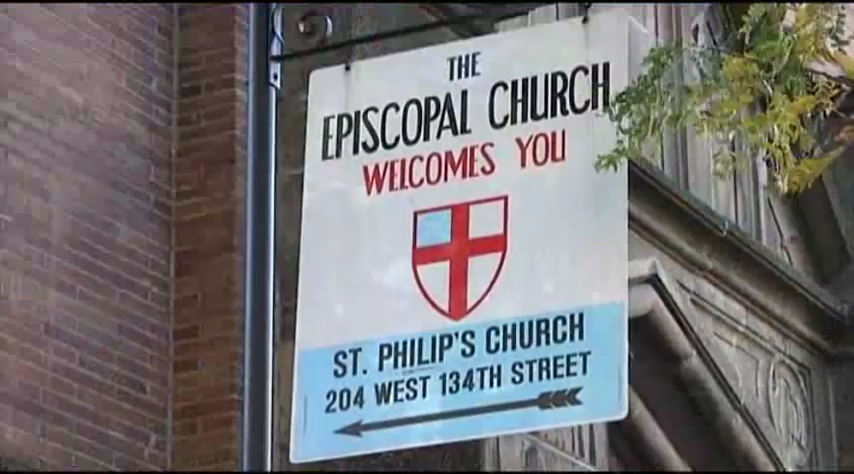 THE
EPISCOPAL CHURCH
WELCOMES YOU
ST. PHILIP'S CHURCH
204 WEST 134TH STREET